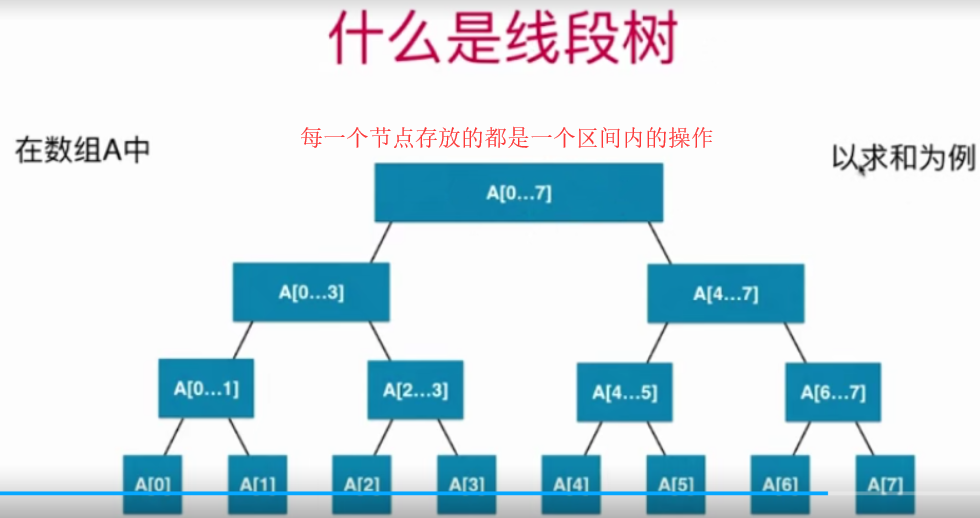 什么是线段树
每一个节点存放的都是一个区间内的操作
在数组A中
以求和为例
A[0...7]
A[0...3]
A[4...7]
A[0...1]
A[2...3]
A[4...5]
A[6...7]
A[0]
A[1]
A[2]
A[3]
A[4]
A[5]
A[6]
A[7]